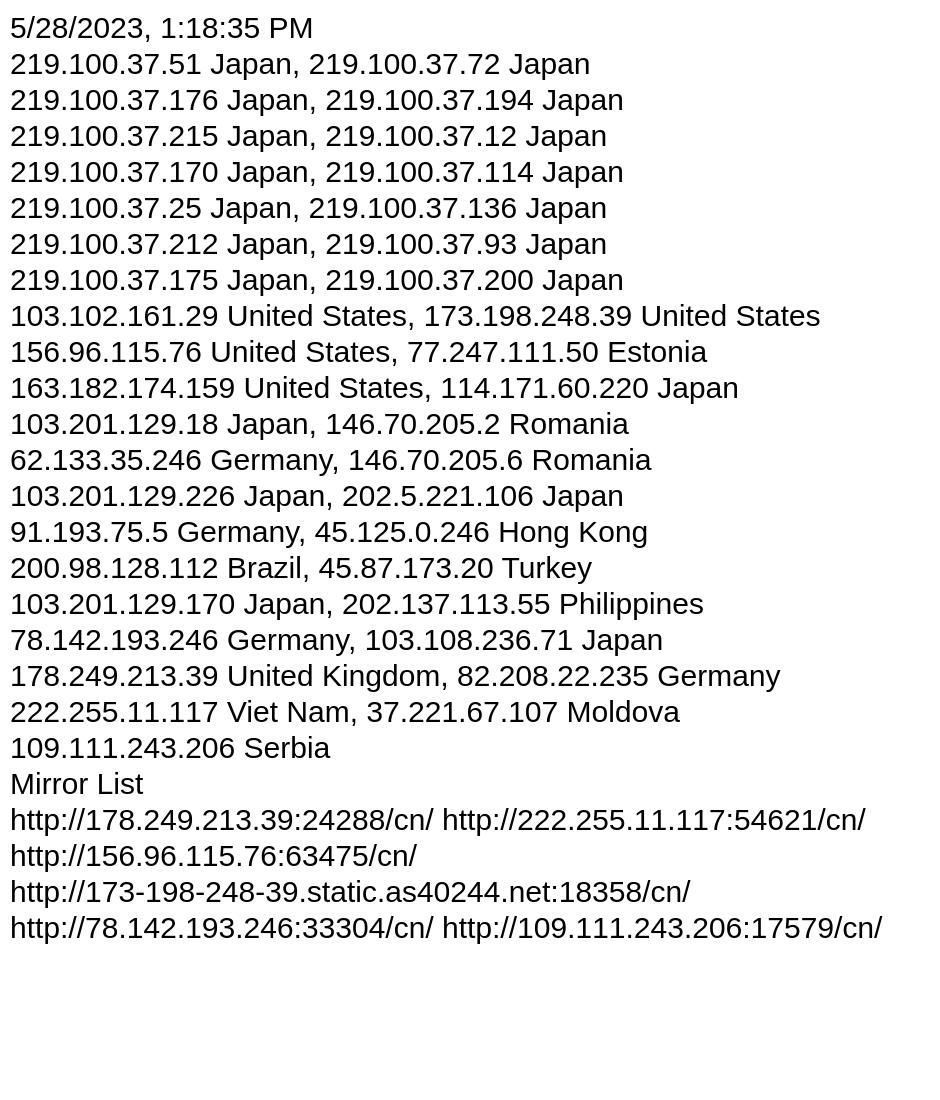 5/28/2023, 1:18:35 PM
219.100.37.51 Japan, 219.100.37.72 Japan
219.100.37.176 Japan, 219.100.37.194 Japan
219.100.37.215 Japan, 219.100.37.12 Japan
219.100.37.170 Japan, 219.100.37.114 Japan
219.100.37.25 Japan, 219.100.37.136 Japan
219.100.37.212 Japan, 219.100.37.93 Japan
219.100.37.175 Japan, 219.100.37.200 Japan
103.102.161.29 United States, 173.198.248.39 United States
156.96.115.76 United States, 77.247.111.50 Estonia
163.182.174.159 United States, 114.171.60.220 Japan
103.201.129.18 Japan, 146.70.205.2 Romania
62.133.35.246 Germany, 146.70.205.6 Romania
103.201.129.226 Japan, 202.5.221.106 Japan
91.193.75.5 Germany, 45.125.0.246 Hong Kong
200.98.128.112 Brazil, 45.87.173.20 Turkey
103.201.129.170 Japan, 202.137.113.55 Philippines
78.142.193.246 Germany, 103.108.236.71 Japan
178.249.213.39 United Kingdom, 82.208.22.235 Germany
222.255.11.117 Viet Nam, 37.221.67.107 Moldova
109.111.243.206 Serbia
Mirror List
http://178.249.213.39:24288/cn/ http://222.255.11.117:54621/cn/
http://156.96.115.76:63475/cn/
http://173-198-248-39.static.as40244.net:18358/cn/
http://78.142.193.246:33304/cn/ http://109.111.243.206:17579/cn/